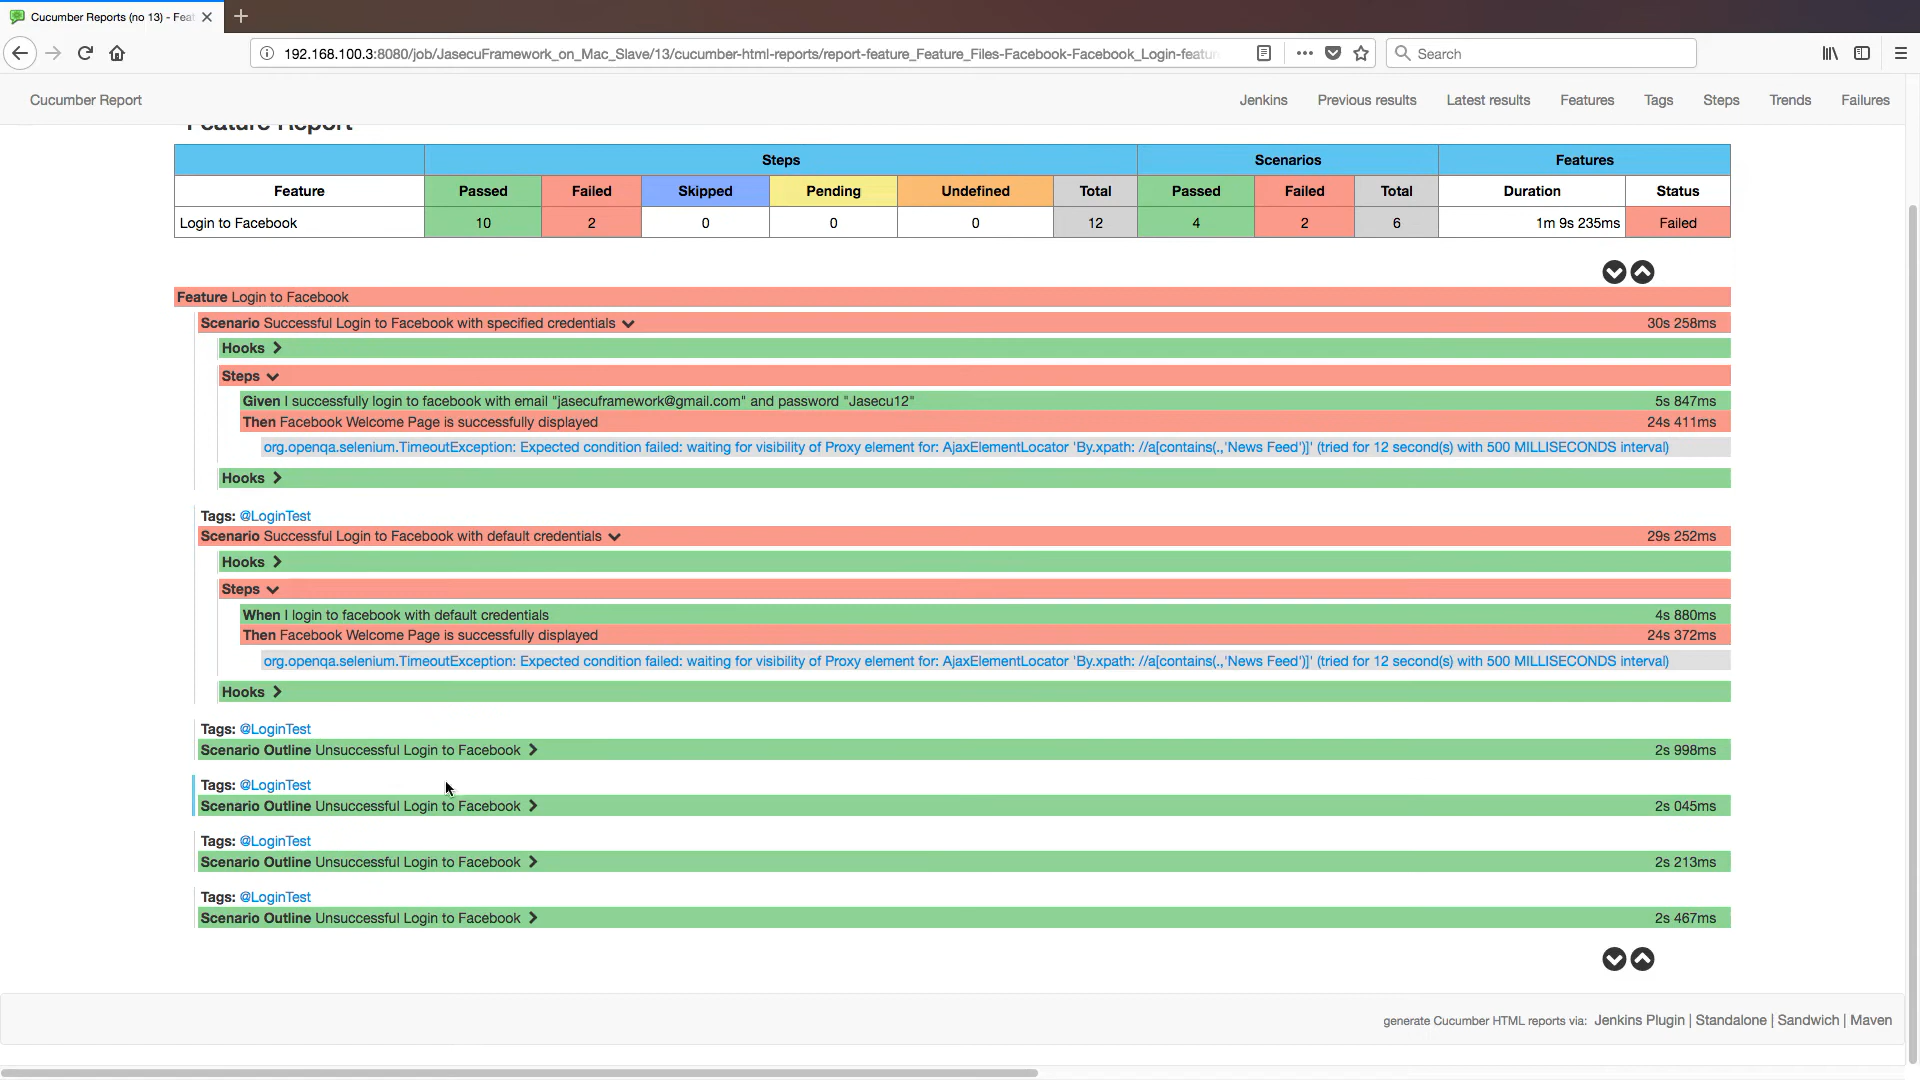 Cucumber Reports (no 13) - Feat
192.168.100.3:8080/job/JasecuFramework_on_Mac_Slave/13/cucumber-html-reports/report-feature_Feature_Files-Facebook-Facebook_Login-featur
Search
Cucumber Report
Jenkins Previous results Latest results Features Tags Steps Trends Failures
Feature Report
Steps Scenarios Features
Feature Passed Failed Skipped Pending Undefined Total Passed Failed Total Duration Status
Login to Facebook 10 2 0 0 0 12 4 2 6 1m 9s 235ms Failed
Feature Login to Facebook
Scenario Successful Login to Facebook with specified credentials 30s 258ms
Hooks
Steps
Given I successfully login to facebook with email "jasecuframework@gmail.com" and password "Jasecu12" 5s 847ms
Then Facebook Welcome Page is successfully displayed 24s 411ms
org.openqa.selenium.TimeoutException: Expected condition failed: waiting for visibility of Proxy element for: AjaxElementLocator 'By.xpath: //a[contains(.,'News Feed')]' (tried for 12 second(s) with 500 MILLISECONDS interval)
Hooks
Tags: @LoginTest
Scenario Successful Login to Facebook with default credentials 29s 252ms
Hooks
Steps
When I login to facebook with default credentials 4s 880ms
Then Facebook Welcome Page is successfully displayed 24s 372ms
org.openqa.selenium.TimeoutException: Expected condition failed: waiting for visibility of Proxy element for: AjaxElementLocator 'By.xpath: //a[contains(.,'News Feed')]' (tried for 12 second(s) with 500 MILLISECONDS interval)
Hooks
Tags: @LoginTest
Scenario Outline Unsuccessful Login to Facebook 2s 998ms
Tags: @LoginTest
Scenario Outline Unsuccessful Login to Facebook 2s 045ms
Tags: @LoginTest
Scenario Outline Unsuccessful Login to Facebook 2s 213ms
Tags: @LoginTest
Scenario Outline Unsuccessful Login to Facebook 2s 467ms
generate Cucumber HTML reports via: Jenkins Plugin | Standalone | Sandwich | Maven